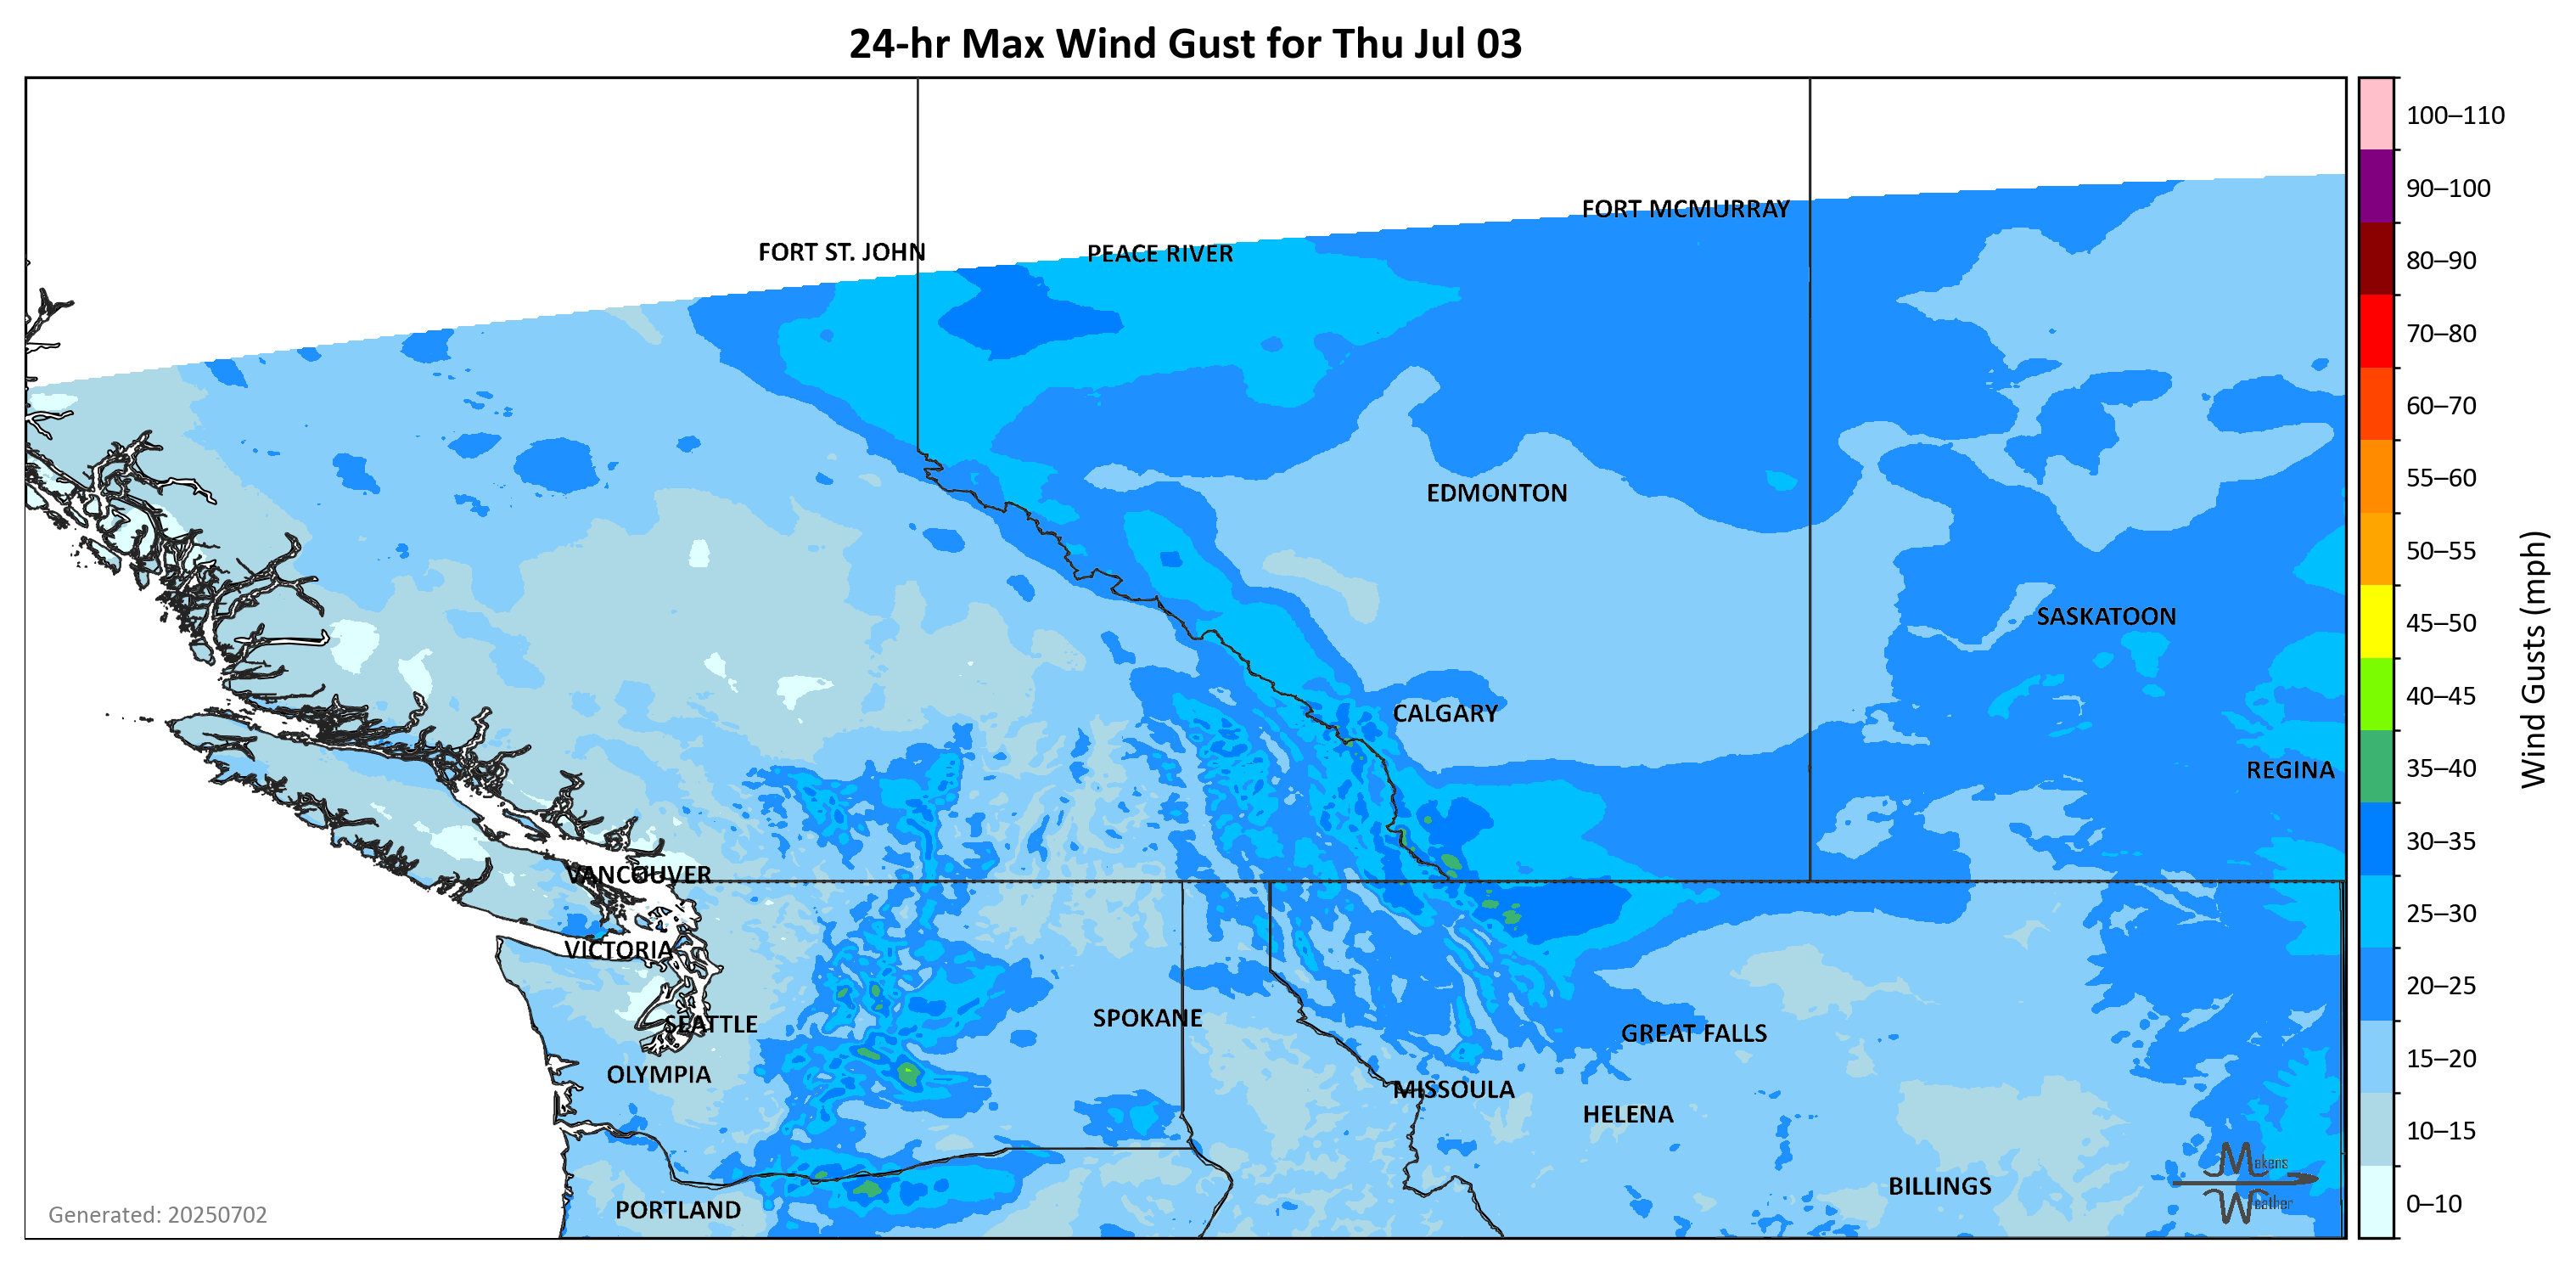 24-hr Max Wind Gust for Thu Jul 03
100–110
90–100
80–90
70–80
60–70
55–60
50–55
45–50
40–45
35–40
30–35
25–30
20–25
15–20
10–15
0–10
Wind Gusts (mph)
FORT MCMURRAY
FORT ST. JOHN
PEACE RIVER
EDMONTON
SASKATOON
CALGARY
REGINA
VANCOUVER
VICTORIA
SEATTLE
SPOKANE
GREAT FALLS
OLYMPIA
MISSOULA
HELENA
BILLINGS
PORTLAND
Makens
Weather
Generated: 20250702